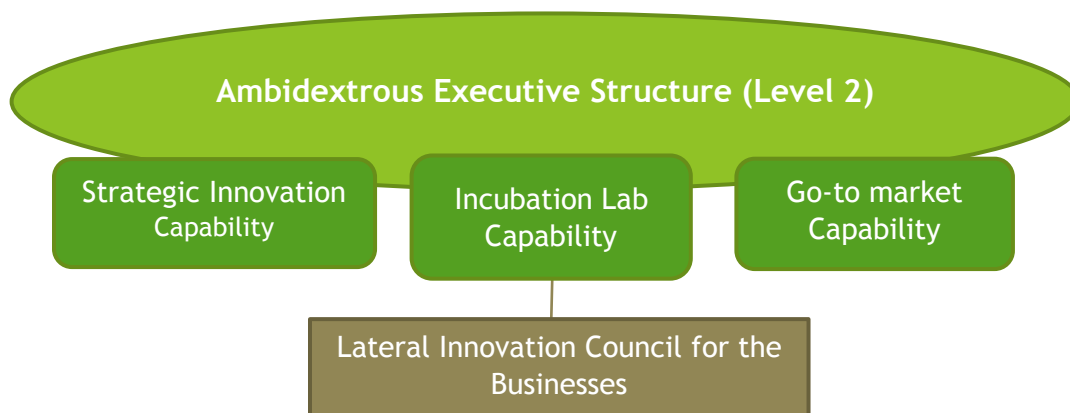 Ambidextrous Executive Structure (Level 2)
Strategic Innovation
Capability
Incubation Lab
Capability
Go-to market
Capability
Lateral Innovation Council for the
Businesses